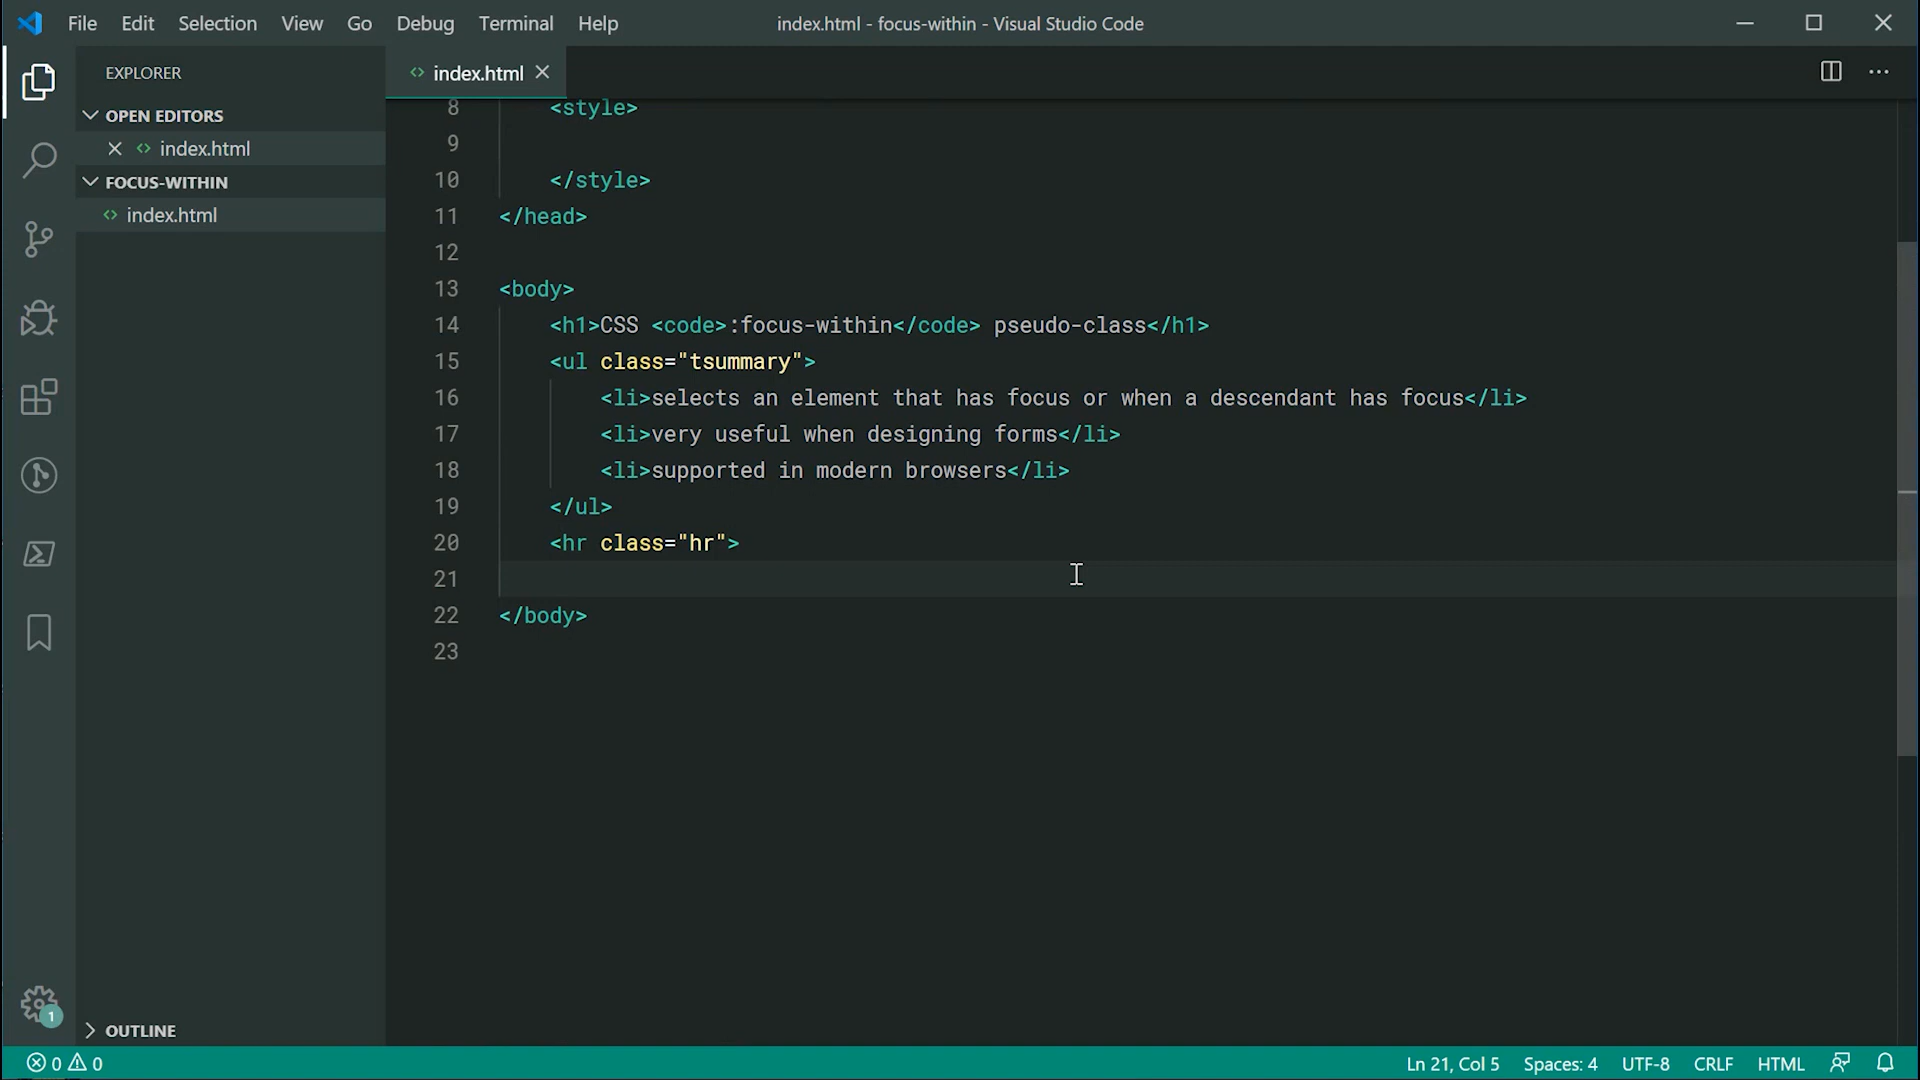 File Edit Selection View Go Debug Terminal Help
index.html - focus-within - Visual Studio Code
EXPLORER
OPEN EDITORS
index.html
FOCUS-WITHIN
index.html
OUTLINE
1
index.html
8 <style>
9
10 </style>
11 </head>
12
13 <body>
14 <h1>CSS <code>:focus-within</code> pseudo-class</h1>
15 <ul class="tsummary">
16 <li>selects an element that has focus or when a descendant has focus</li>
17 <li>very useful when designing forms</li>
18 <li>supported in modern browsers</li>
19 </ul>
20 <hr class="hr">
21
22 </body>
23
0 0
Ln 21, Col 5 Spaces: 4 UTF-8 CRLF HTML